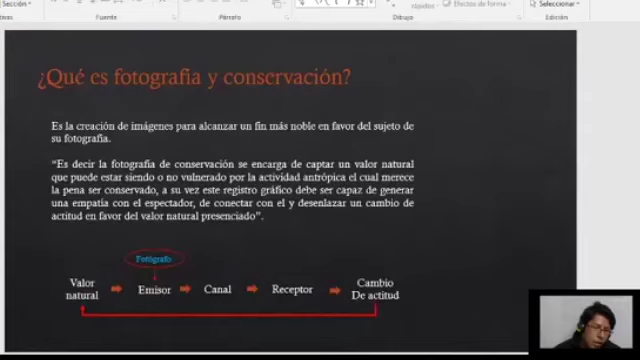 Sección
Párrafo
Dibujo
rápidos
Efectos de forma
Seleccionar
Edición
¿Qué es fotografía y conservación?
Es la creación de imágenes para alcanzar un fin más noble en favor del sujeto de
su fotografía.
“Es decir la fotografía de conservación se encarga de captar un valor natural
que puede estar siendo o no vulnerado por la actividad antrópica el cual merece
la pena ser conservado, a su vez este registro gráfico debe ser capaz de generar
una empatía con el espectador, de conectar con el y desenlazar un cambio de
actitud en favor del valor natural presenciado”.
Fotógrafo
Valor
natural
Emisor
Canal
Receptor
Cambio
De actitud